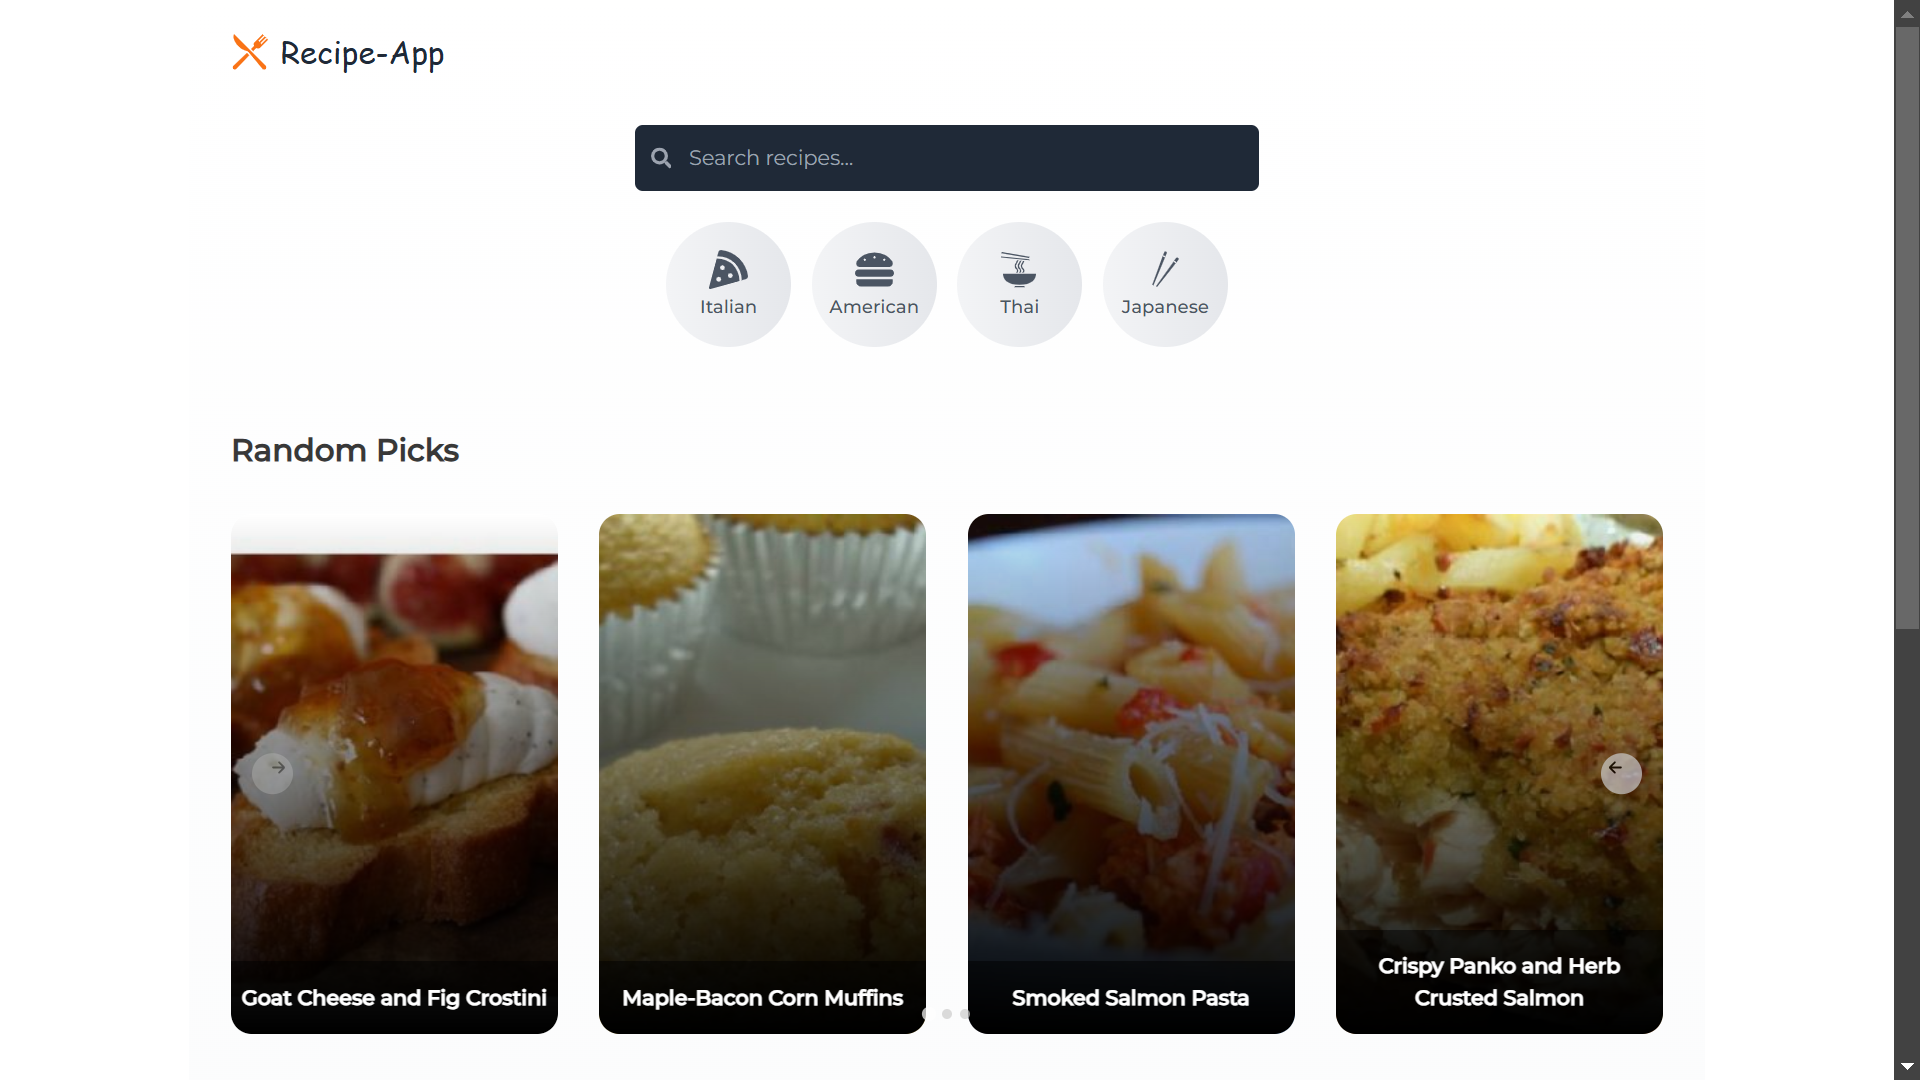 Recipe-App
Search recipes...
Italian
American
Thai
Japanese
Random Picks
Goat Cheese and Fig Crostini
Maple-Bacon Corn Muffins
Smoked Salmon Pasta
Crispy Panko and Herb
Crusted Salmon